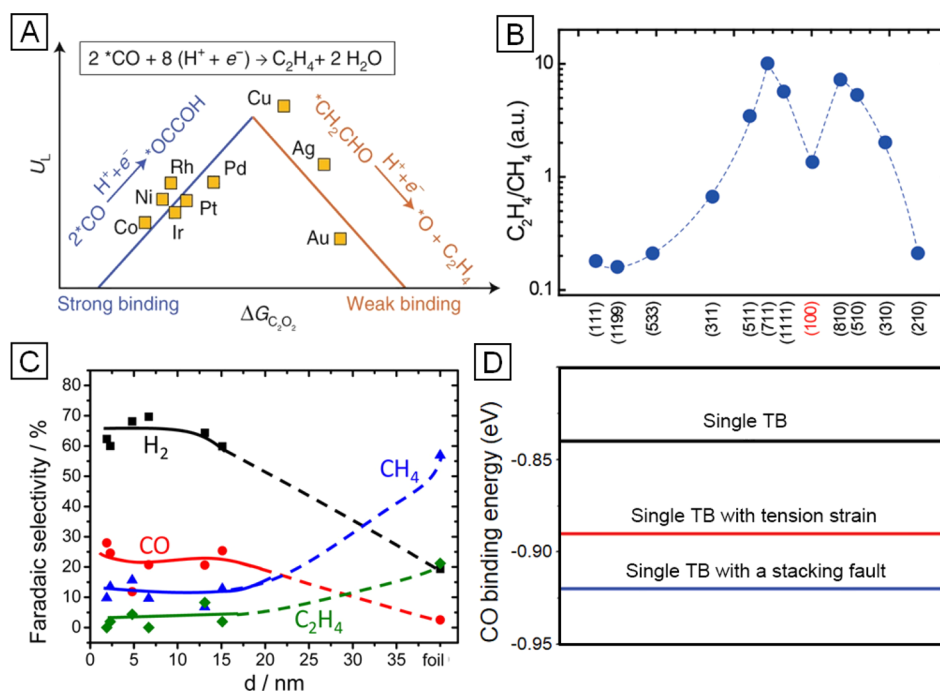 A
2 *CO + 8 (H⁺ + e⁻) → C₂H₄ + 2 H₂O
U_L
2*CO H⁺+e⁻ *OCCOH
Cu
Ag
Au
Rh
Pd
Ni
Pt
Co
Ir
*CH₂CHO H⁺+e⁻ *O + C₂H₄
Strong binding
Weak binding
ΔG_C₂O₂
B
C₂H₄/CH₄ (a.u.)
10
1
0.1
(111)
(1199)
(533)
(311)
(511)
(711)
(1111)
(100)
(810)
(510)
(310)
(210)
C
Faradaic selectivity / %
80
70
60
50
40
30
20
10
0
H₂
CO
CH₄
C₂H₄
0 5 10 15 20 25 30 35 foil
d / nm
D
CO binding energy (eV)
-0.85
-0.90
-0.95
Single TB
Single TB with tension strain
Single TB with a stacking fault